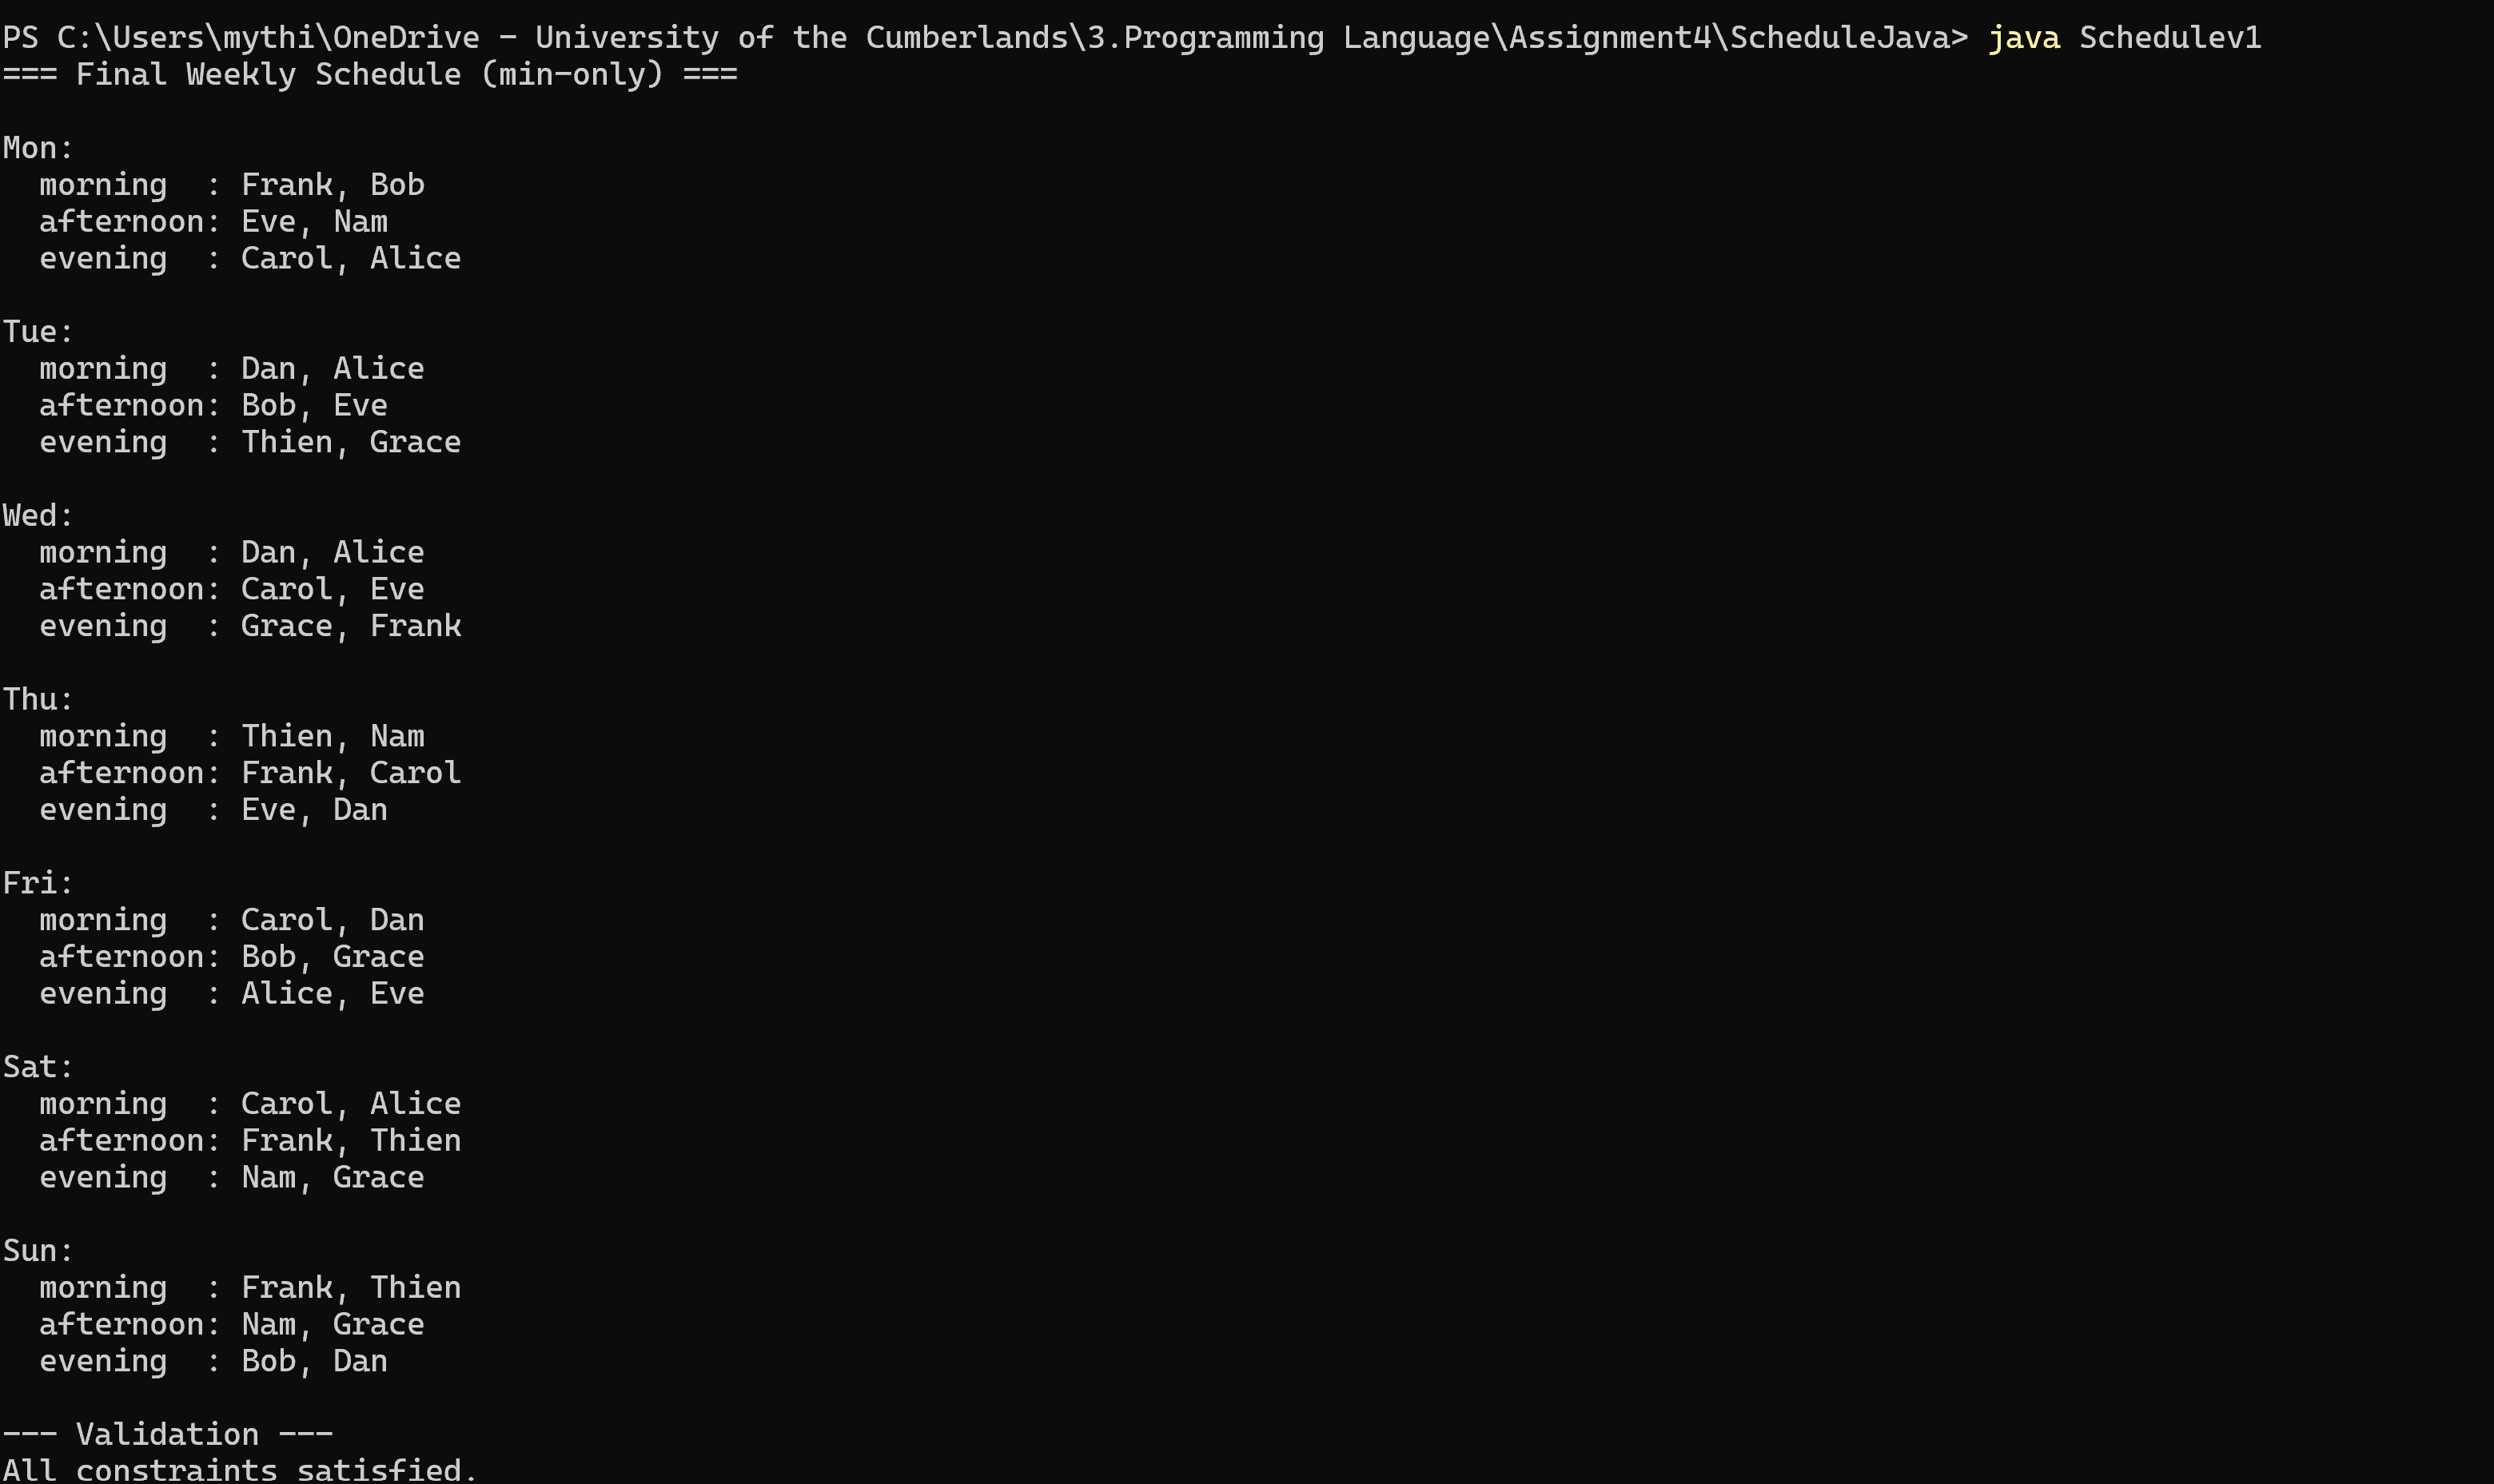 PS C:\Users\mythi\OneDrive - University of the Cumberlands\3.Programming Language\Assignment4\ScheduleJava> java Schedulev1
=== Final Weekly Schedule (min-only) ===

Mon:
  morning  : Frank, Bob
  afternoon: Eve, Nam
  evening  : Carol, Alice

Tue:
  morning  : Dan, Alice
  afternoon: Bob, Eve
  evening  : Thien, Grace

Wed:
  morning  : Dan, Alice
  afternoon: Carol, Eve
  evening  : Grace, Frank

Thu:
  morning  : Thien, Nam
  afternoon: Frank, Carol
  evening  : Eve, Dan

Fri:
  morning  : Carol, Dan
  afternoon: Bob, Grace
  evening  : Alice, Eve

Sat:
  morning  : Carol, Alice
  afternoon: Frank, Thien
  evening  : Nam, Grace

Sun:
  morning  : Frank, Thien
  afternoon: Nam, Grace
  evening  : Bob, Dan

--- Validation ---
All constraints satisfied.